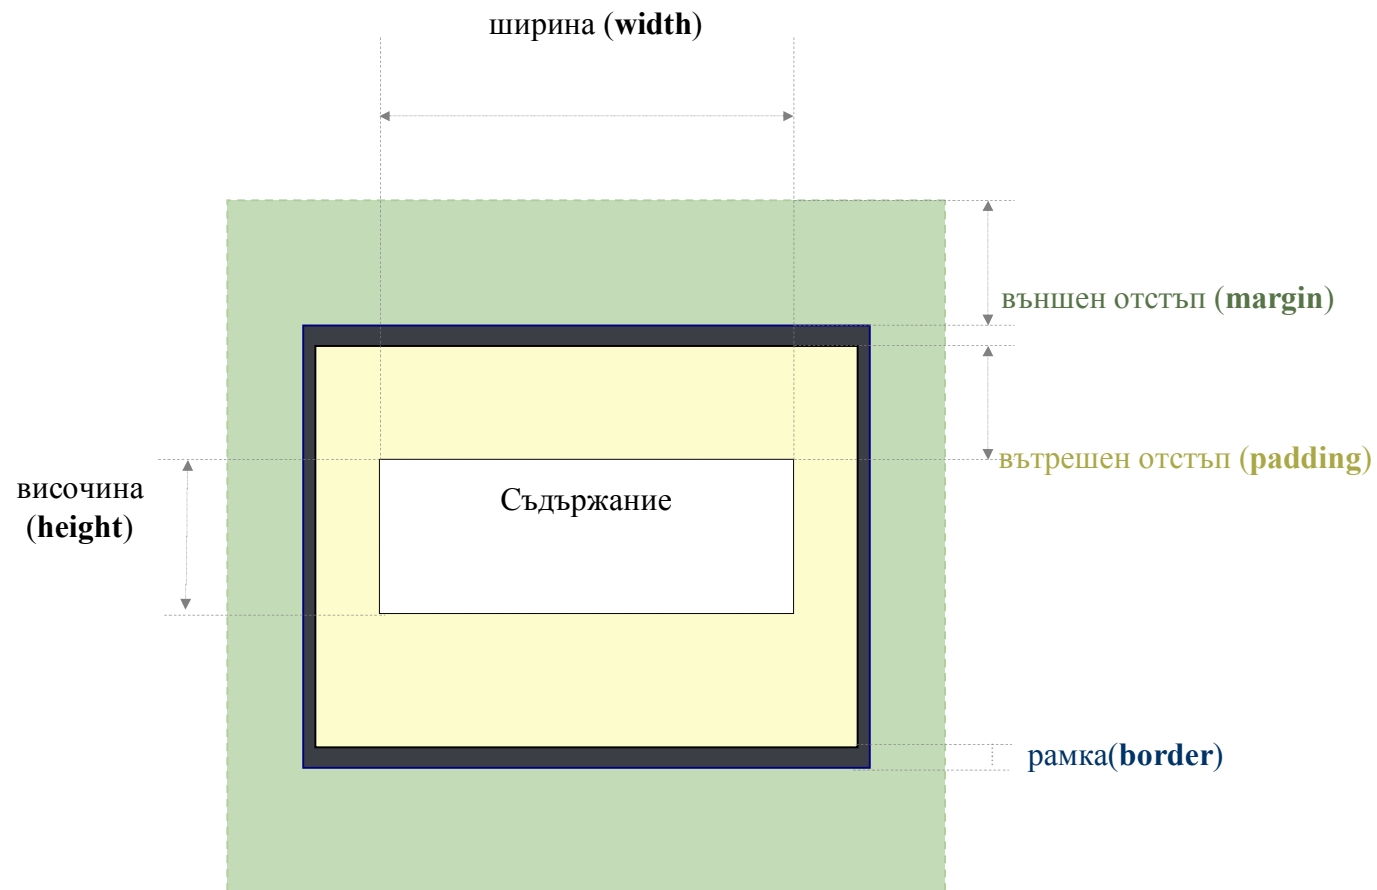 ширина (width)
външен отстъп (margin)
вътрешен отстъп (padding)
височина
(height)
Съдържание
рамка(border)